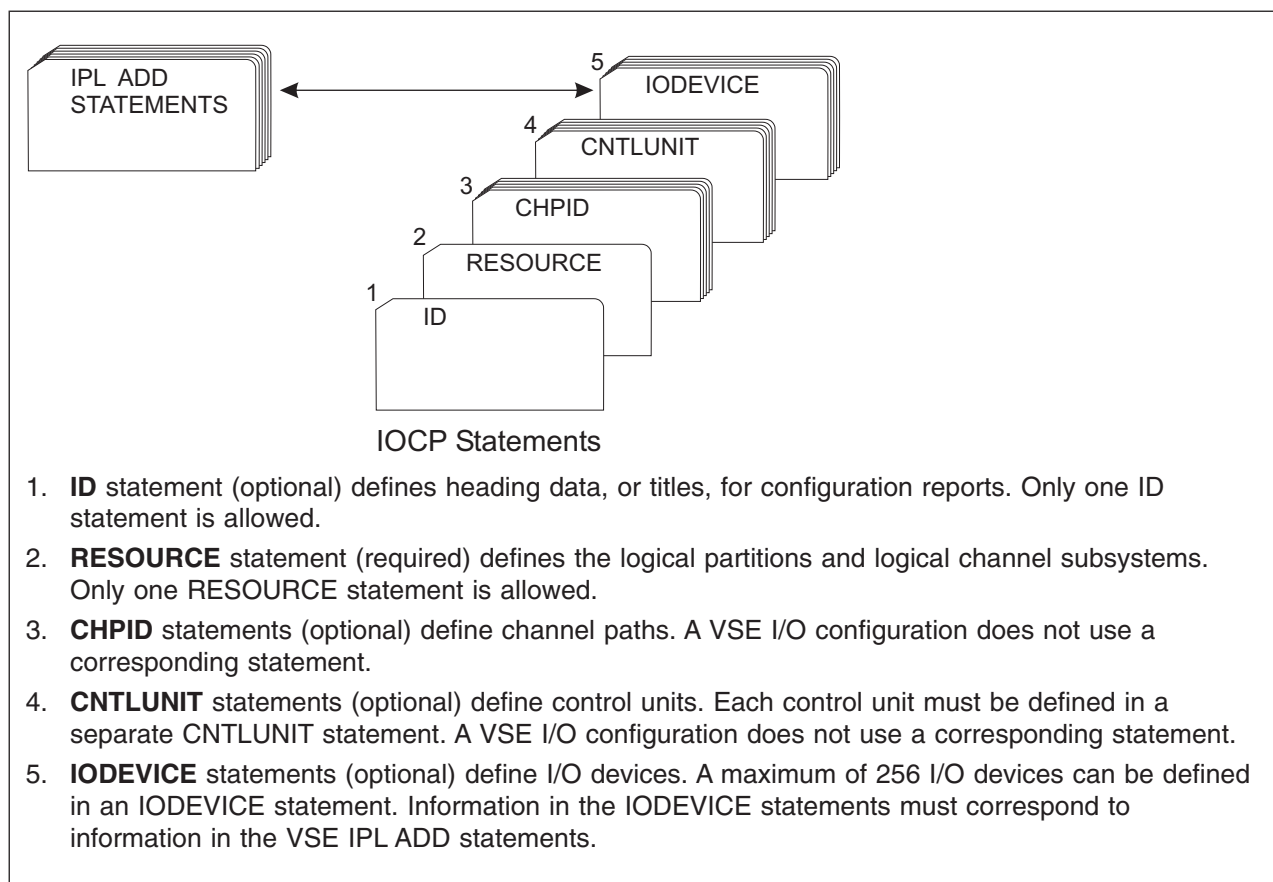 IPL ADD
STATEMENTS
5
IODEVICE
4
CNTLUNIT
3
CHPID
2
RESOURCE
1
ID
IOCP Statements
1. ID statement (optional) defines heading data, or titles, for configuration reports. Only one ID
statement is allowed.
2. RESOURCE statement (required) defines the logical partitions and logical channel subsystems.
Only one RESOURCE statement is allowed.
3. CHPID statements (optional) define channel paths. A VSE I/O configuration does not use a
corresponding statement.
4. CNTLUNIT statements (optional) define control units. Each control unit must be defined in a
separate CNTLUNIT statement. A VSE I/O configuration does not use a corresponding statement.
5. IODEVICE statements (optional) define I/O devices. A maximum of 256 I/O devices can be defined
in an IODEVICE statement. Information in the IODEVICE statements must correspond to
information in the VSE IPL ADD statements.